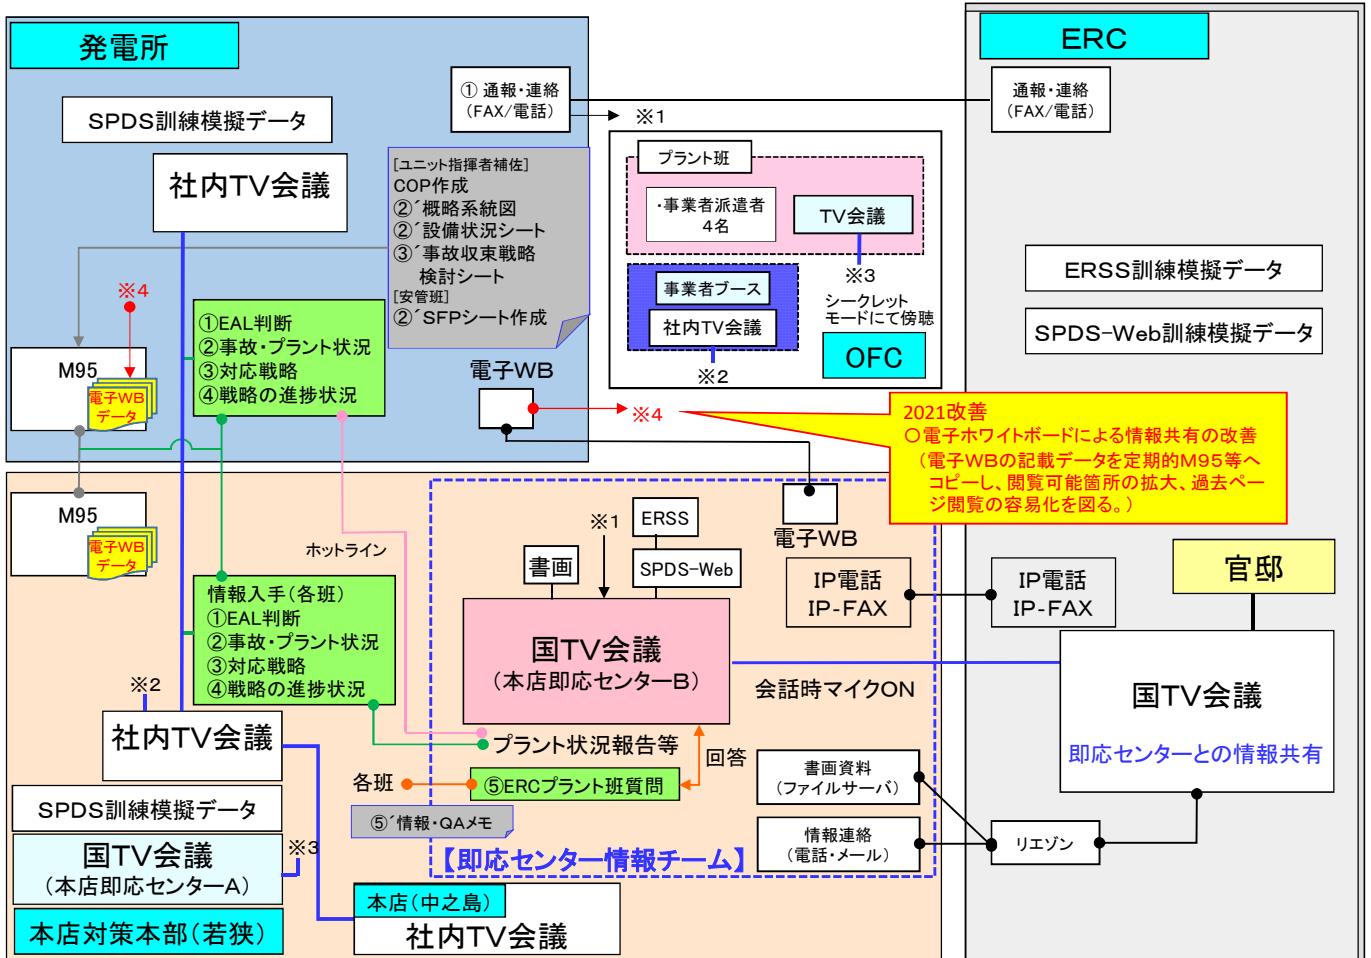 発電所
SPDS訓練模擬データ
社内TV会議
① 通報・連絡
(FAX/電話)
※1
[ユニット指揮者補佐]
COP作成
②´概略系統図
②´設備状況シート
③´事故収束戦略
検討シート
[安管班]
②´SFPシート作成
※4
①EAL判断
②事故・プラント状況
③対応戦略
④戦略の進捗状況
M95
電子WB
データ
電子WB
※4
プラント班
・事業者派遣者
4名
TV会議
※3
事業者ブース
社内TV会議
※2
シークレット
モードにて傍聴
OFC
ERC
通報・連絡
(FAX/電話)
ERSS訓練模擬データ
SPDS-Web訓練模擬データ
2021改善
○電子ホワイトボードによる情報共有の改善
(電子WBの記載データを定期的M95等へ
コピーし、閲覧可能箇所の拡大、過去ペー
ジ閲覧の容易化を図る。)
M95
電子WB
データ
ホットライン
情報入手(各班)
①EAL判断
②事故・プラント状況
③対応戦略
④戦略の進捗状況
※2
社内TV会議
SPDS訓練模擬データ
国TV会議
(本店即応センターA)
※3
本店対策本部(若狭)
※1
ERSS
書画
SPDS-Web
電子WB
国TV会議
(本店即応センターB)
IP電話
IP-FAX
会話時マイクON
プラント状況報告等
回答
各班
⑤ERCプラント班質問
⑤´情報・QAメモ
【即応センター情報チーム】
書画資料
(ファイルサーバ)
情報連絡
(電話・メール)
本店(中之島)
社内TV会議
IP電話
IP-FAX
官邸
国TV会議
即応センターとの情報共有
リエゾン